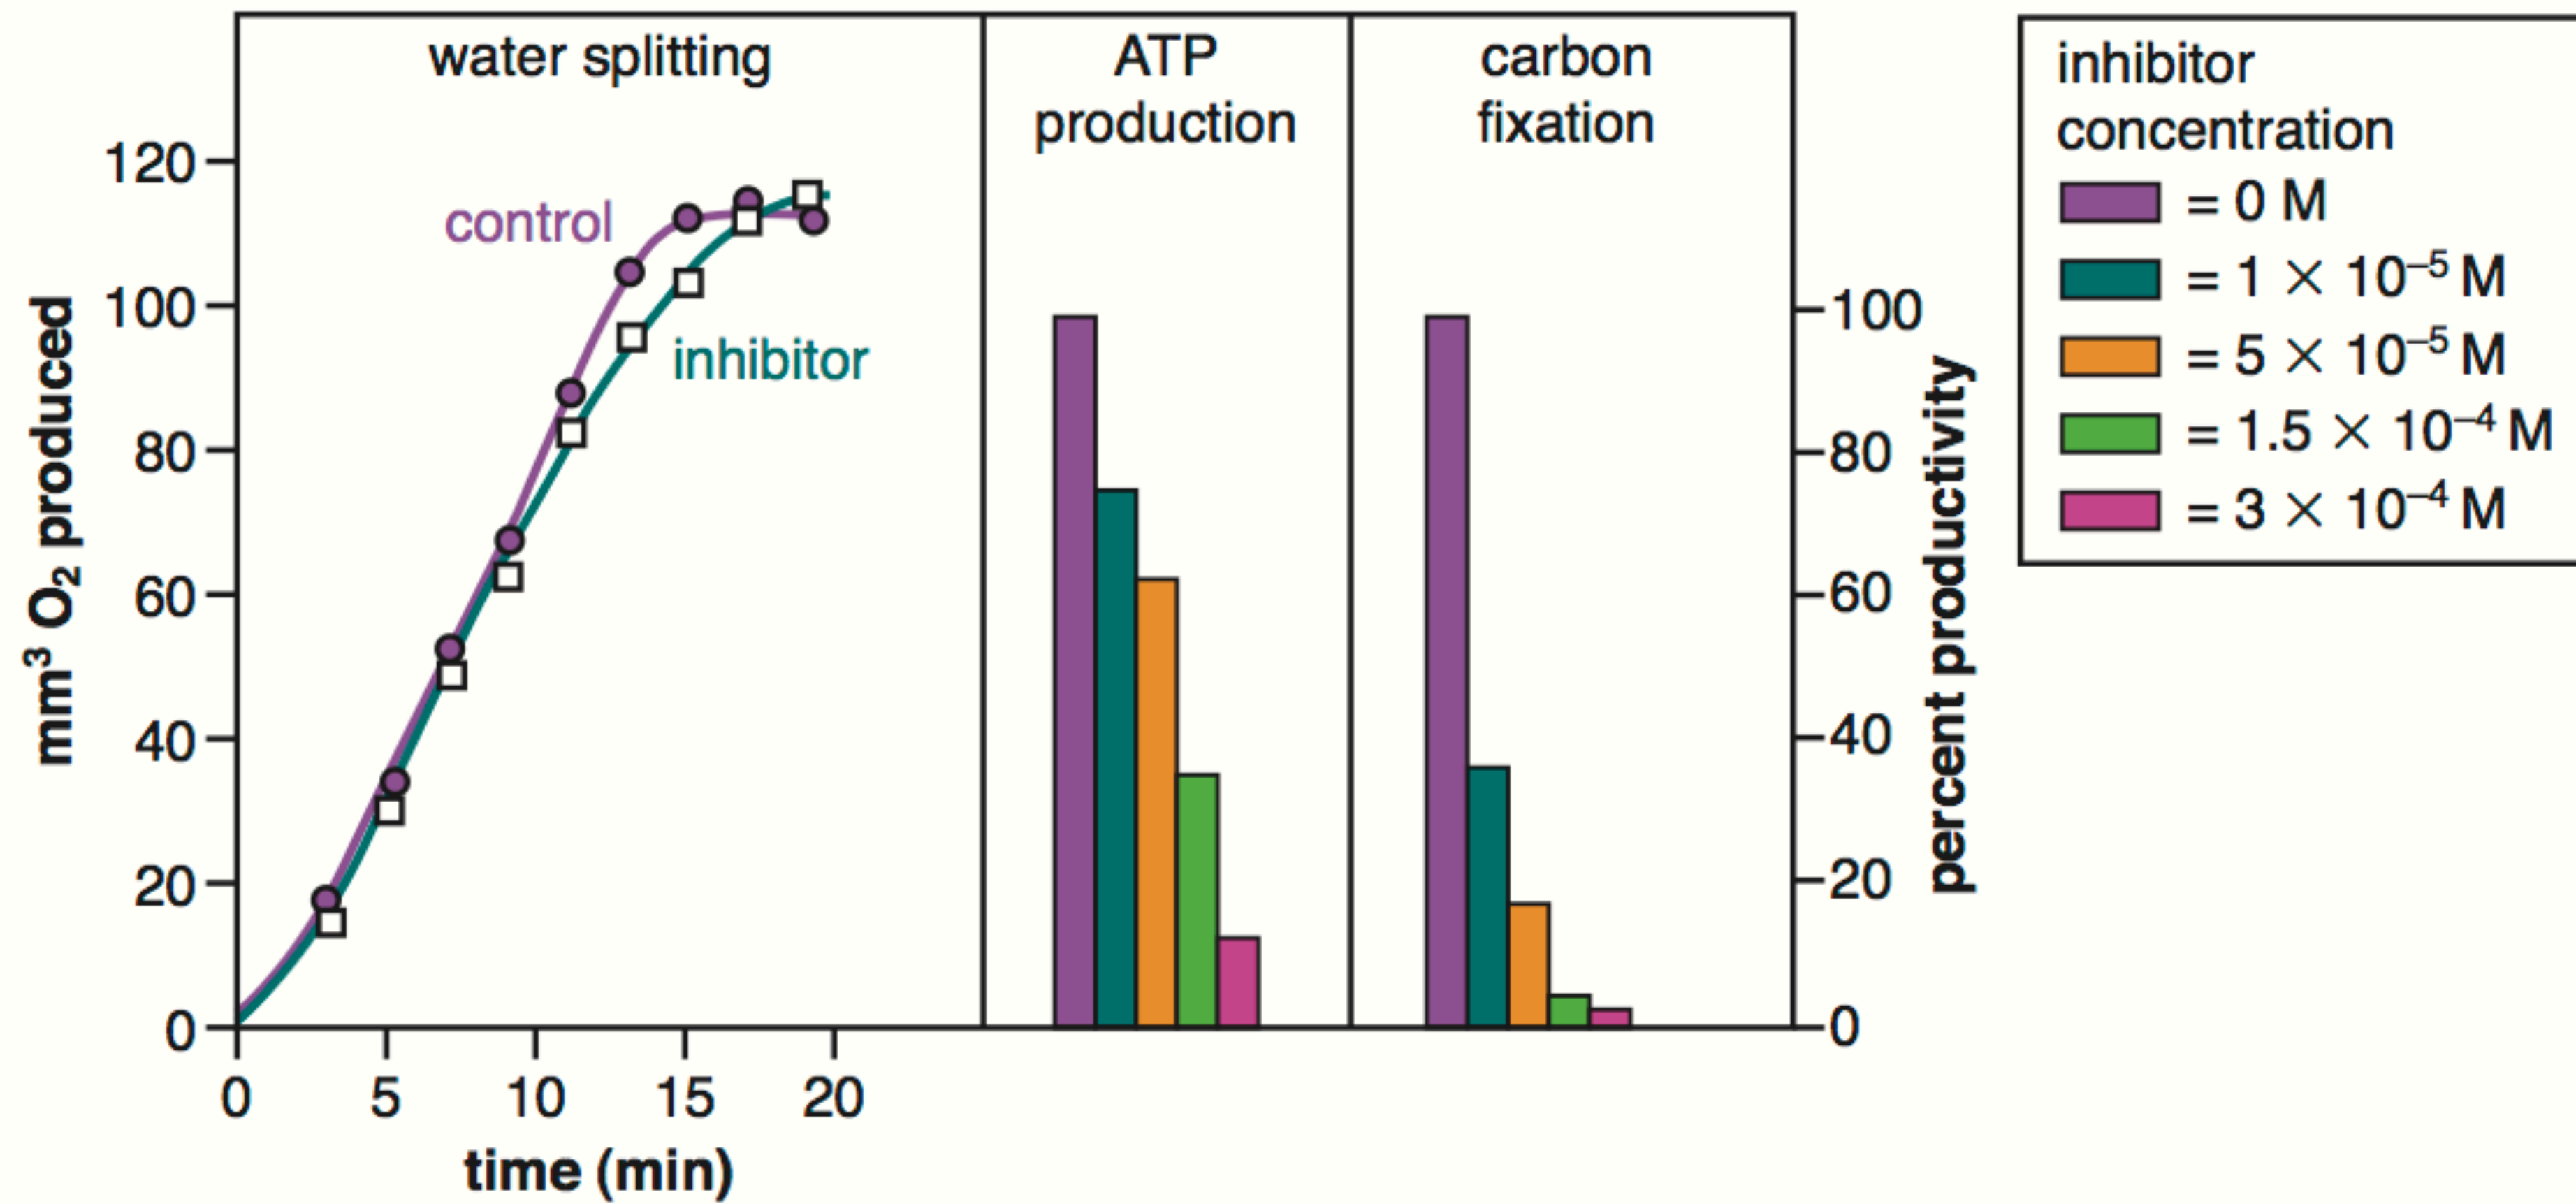 water splitting
ATP
production
carbon
fixation
mm³ O₂ produced
120
100
80
60
40
20
0
control
inhibitor
0
5
10
15
20
time (min)
100
80
60
40
20
0
percent productivity
inhibitor
concentration
= 0 M
= 1 × 10⁻⁵ M
= 5 × 10⁻⁵ M
= 1.5 × 10⁻⁴ M
= 3 × 10⁻⁴ M